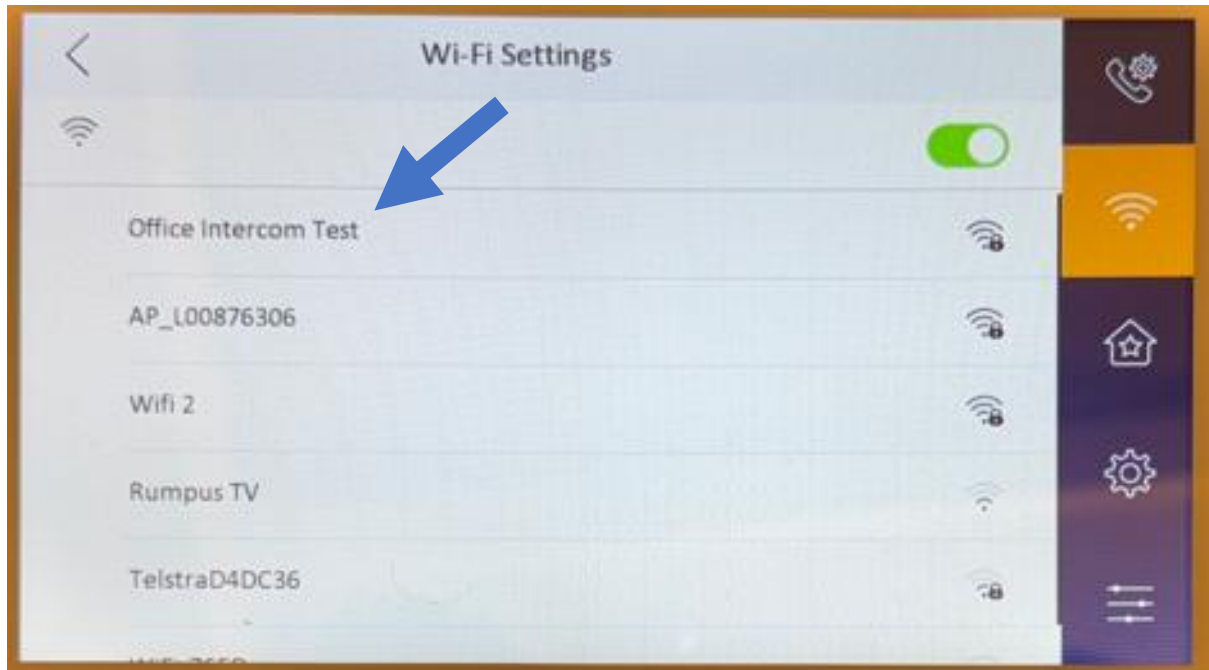 Wi-Fi Settings
Office Intercom Test
AP_L00876306
Wifi 2
Rumpus TV
TelstraD4DC36